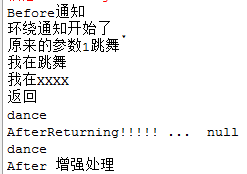 Before通知
环绕通知开始了
原来的参数1跳舞
我在跳舞
我在xxxx
返回
dance
AfterReturning!!!!! ... null
dance
After 增强处理